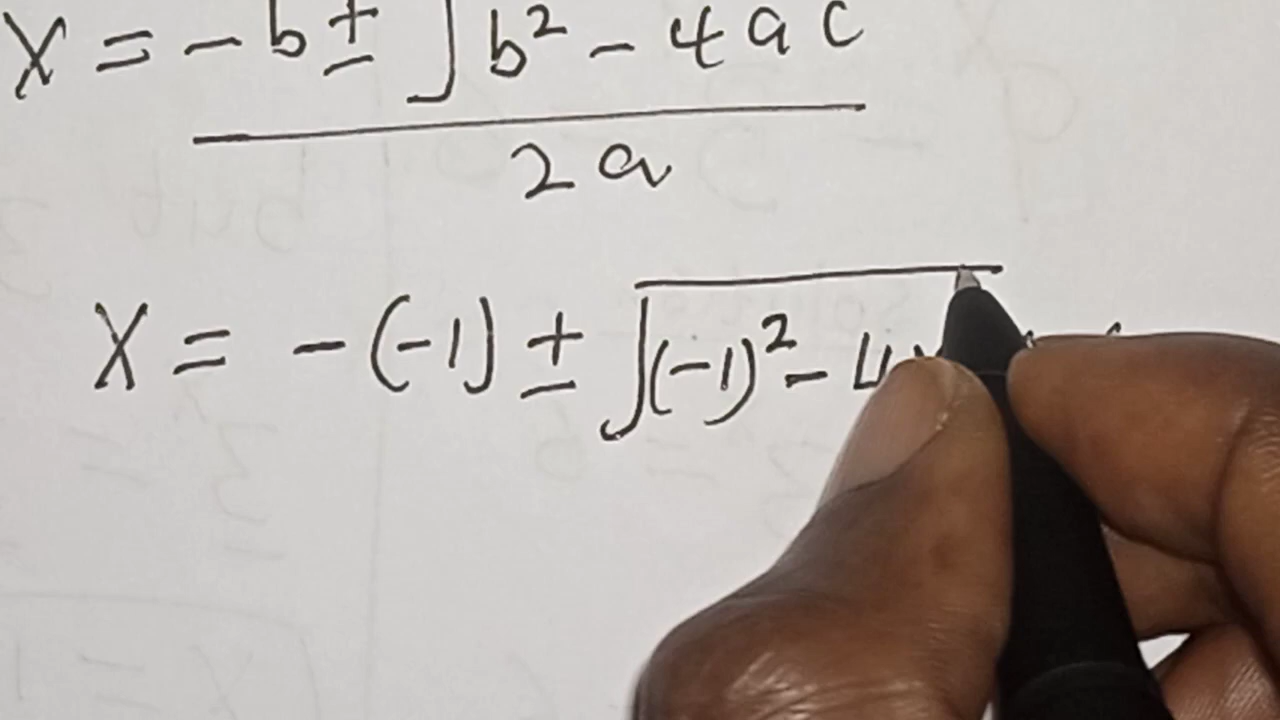 X = -b ± √b² - 4ac
2a
X = -(-1) ± √(-1)² - 4